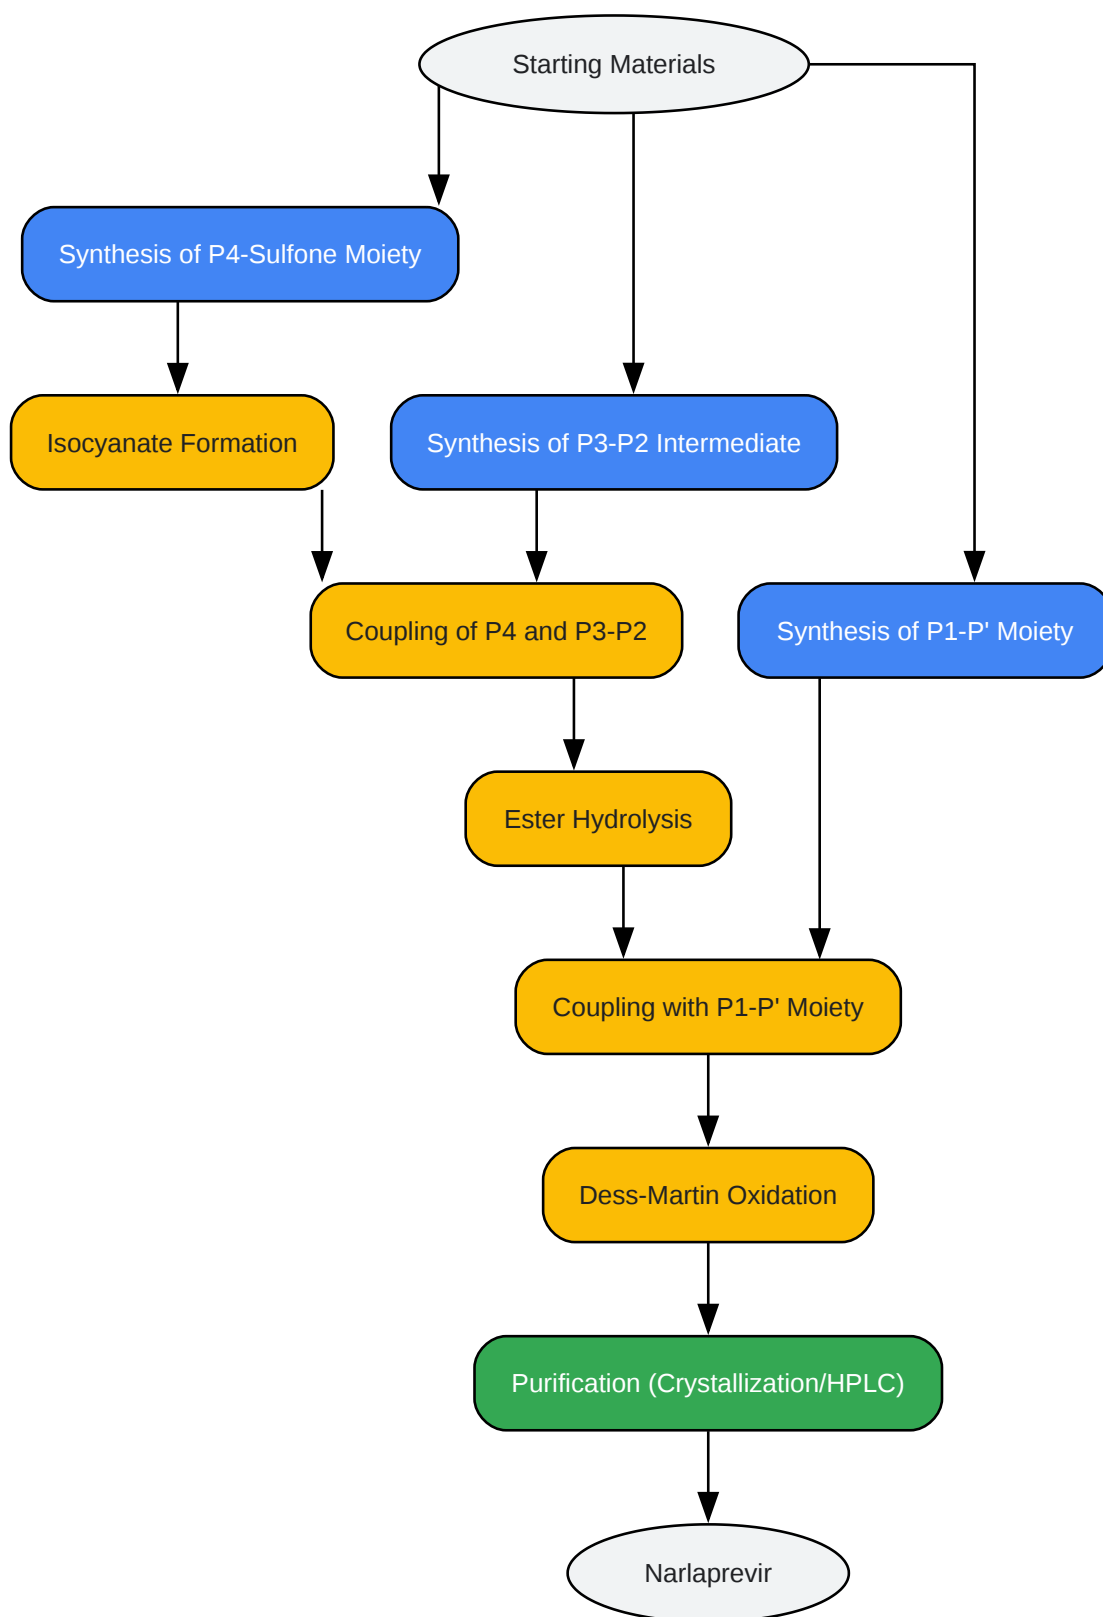 Starting Materials
Synthesis of P4-Sulfone Moiety
Isocyanate Formation
Synthesis of P3-P2 Intermediate
Coupling of P4 and P3-P2
Synthesis of P1-P' Moiety
Ester Hydrolysis
Coupling with P1-P' Moiety
Dess-Martin Oxidation
Purification (Crystallization/HPLC)
Narlaprevir